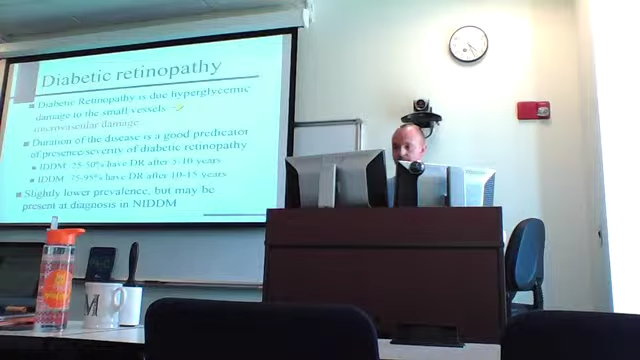 Diabetic retinopathy
Diabetic Retinopathy is due hyperglycemic
damage to the small vessels
microvascular damage
Duration of the disease is a good predicator
of presence/severity of diabetic retinopathy
IDDM: 25-50% have DR after 5-10 years
IDDM 75-95% have DR after 10-15 years
Slightly lower prevalence, but may be
present at diagnosis in NIDDM